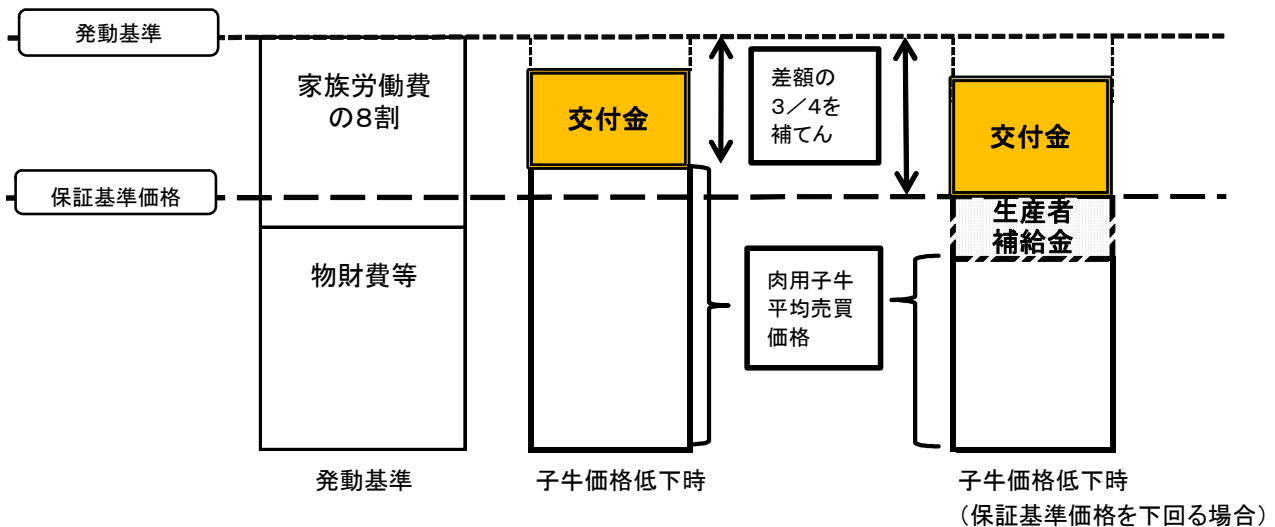 発動基準
家族労働費
の8割
交付金
差額の
3/4を
補てん
交付金
保証基準価格
生産者
補給金
物財費等
肉用子牛
平均売買
価格
発動基準
子牛価格低下時
子牛価格低下時
(保証基準価格を下回る場合)